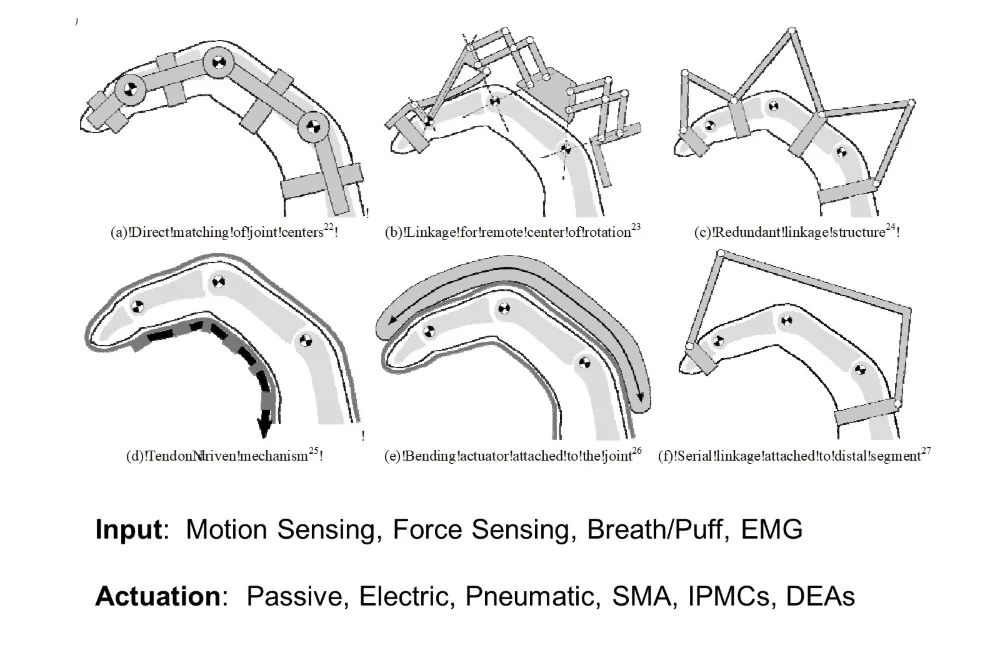 (a)!Direct!matching!of!joint!centers22!
!
(b)!Linkage!for!remote!center!of!rotation23
(c)!Redundant!linkage!structure24!
(d)!TendonNdriven!mechanism25!
!
(e)!Bending!actuator!attached!to!the!joint26
(f)!Serial!linkage!attached!to!distal!segment27
Input: Motion Sensing, Force Sensing, Breath/Puff, EMG
Actuation: Passive, Electric, Pneumatic, SMA, IPMCs, DEAs